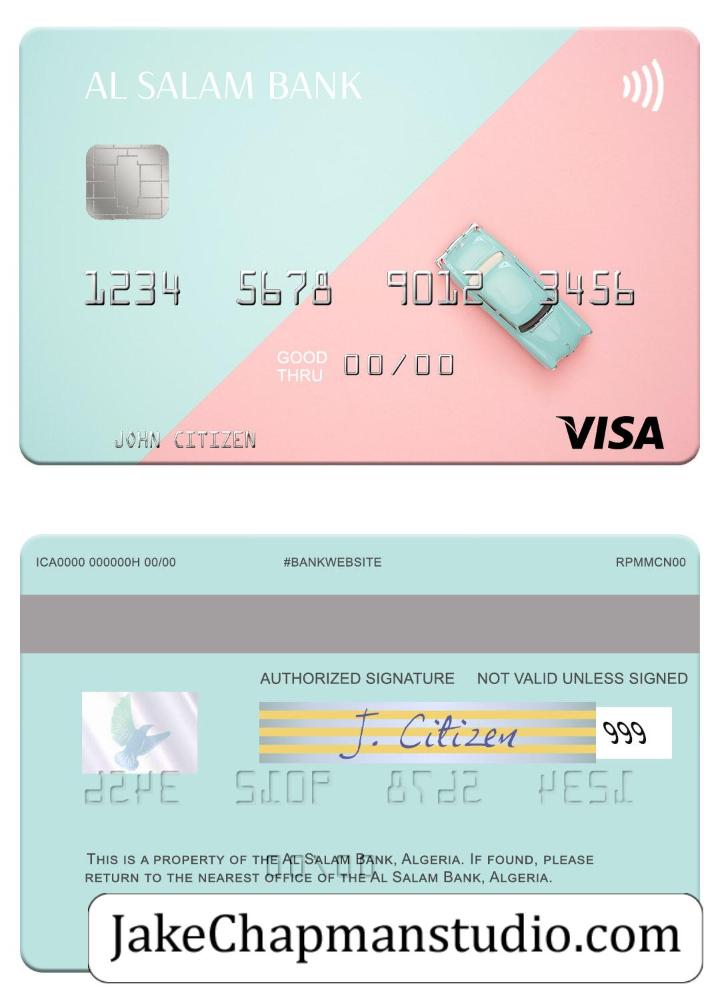 AL SALAM BANK
1234 5678 9012 3456
GOOD THRU 00/00
JOHN CITIZEN
VISA
ICA0000 000000H 00/00 #BANKWEBSITE RPMMCN00
AUTHORIZED SIGNATURE NOT VALID UNLESS SIGNED
J. Citizen 999
THIS IS A PROPERTY OF THE AL SALAM BANK, ALGERIA. IF FOUND, PLEASE
RETURN TO THE NEAREST OFFICE OF THE AL SALAM BANK, ALGERIA.
JakeChapmanstudio.com